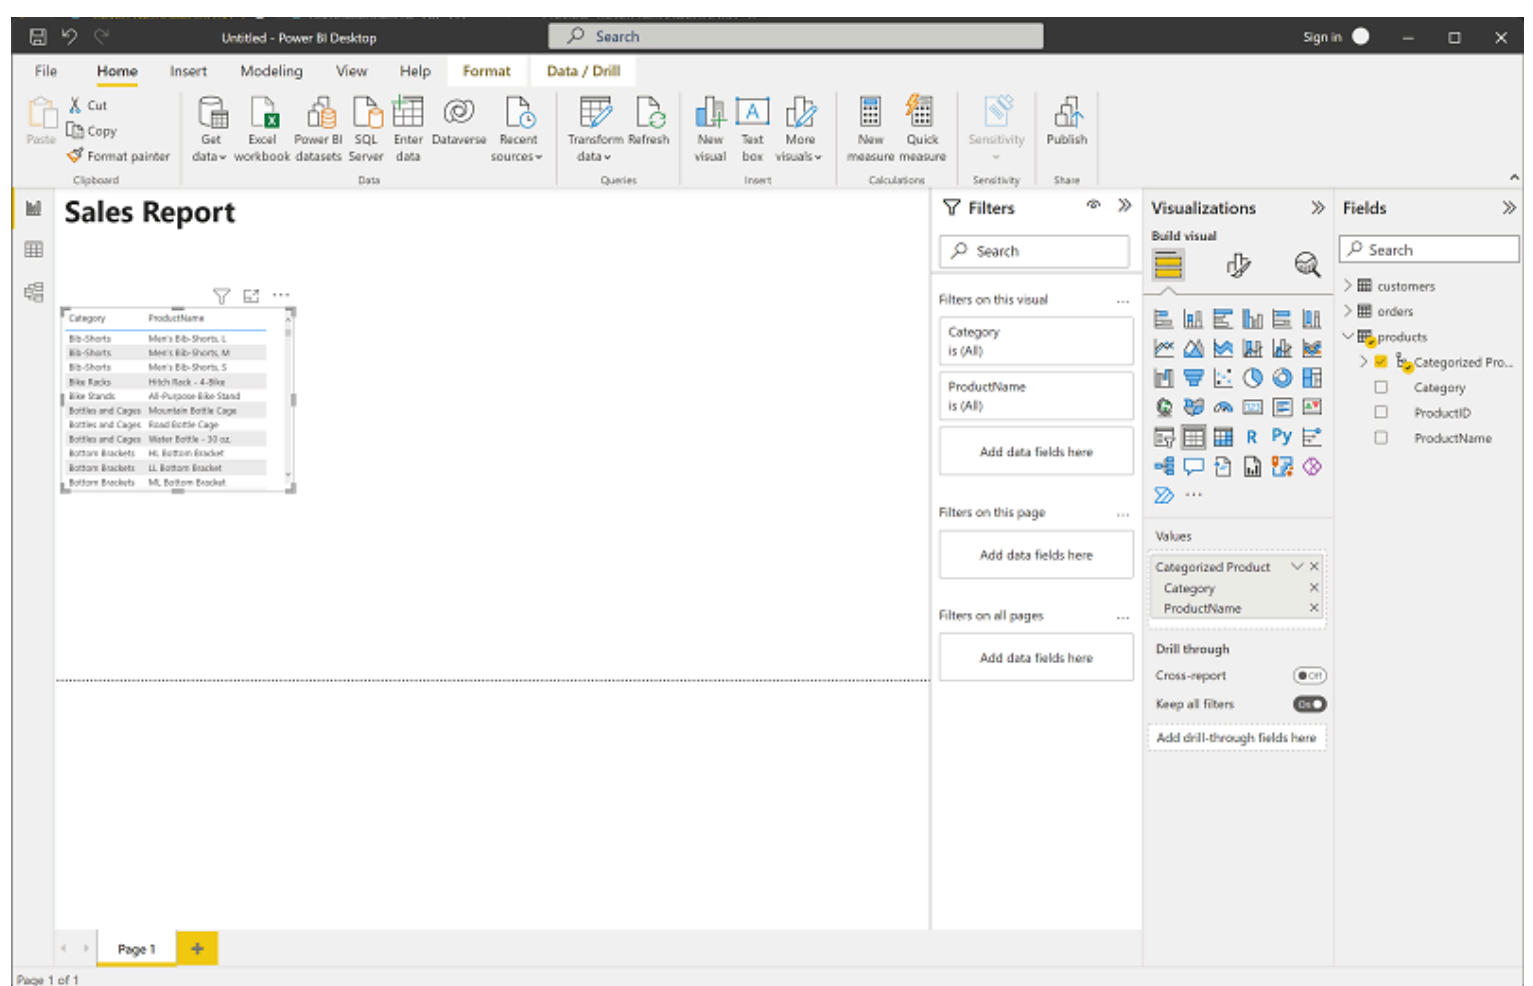 Untitled - Power BI Desktop
Search
Sign in
File Home Insert Modeling View Help Format Data / Drill
Paste
Cut
Copy
Format painter
Clipboard
Get data
Excel workbook
Power BI datasets
SQL Server
Enter data
Dataverse
Recent sources
Data
Transform data
Refresh
Queries
New visual
Text box
More visuals
Insert
New measure
Quick measure
Calculations
Sensitivity
Sensitivity
Publish
Share
Sales Report
Category ProductName
Bib-Shorts Men's Bib-Shorts, L
Bib-Shorts Men's Bib-Shorts, M
Bib-Shorts Men's Bib-Shorts, S
Bike Racks Hitch Rack - 4-Bike
Bike Stands All-Purpose Bike Stand
Bottles and Cages Mountain Bottle Cage
Bottles and Cages Road Bottle Cage
Bottles and Cages Water Bottle - 30 oz.
Bottom Brackets HL Bottom Bracket
Bottom Brackets LL Bottom Bracket
Bottom Brackets ML Bottom Bracket
Filters
Search
Filters on this visual ...
Category
is (All)
ProductName
is (All)
Add data fields here
Filters on this page ...
Add data fields here
Filters on all pages ...
Add data fields here
Visualizations
Build visual
R
Py
123
...
Values
Categorized Product
Category
ProductName
Drill through
Cross-report Off
Keep all filters On
Add drill-through fields here
Fields
Search
customers
orders
products
Categorized Pro...
Category
ProductID
ProductName
Page 1
Page 1 of 1